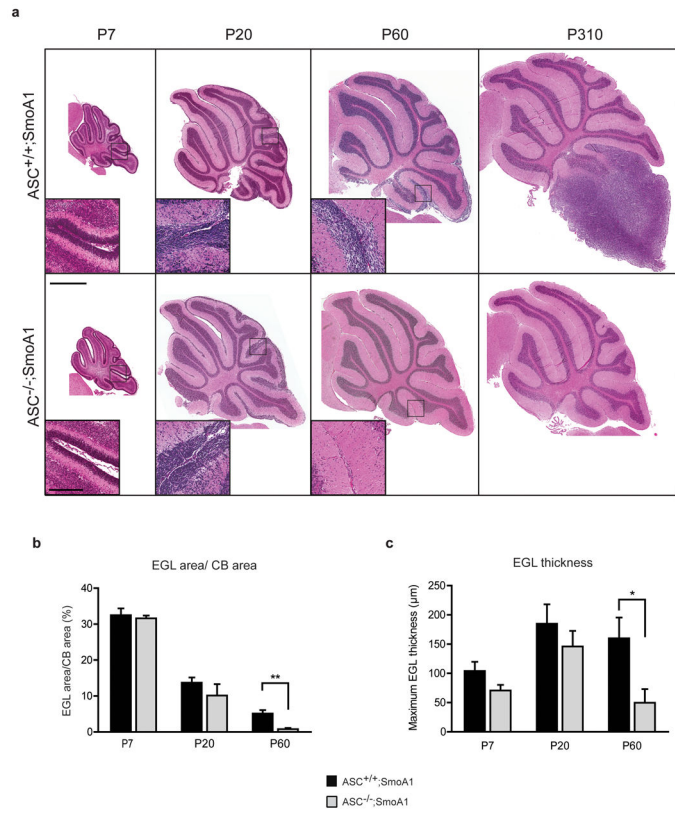 a
P7 P20 P60 P310
ASC+/+;SmoA1
ASC-/-;SmoA1
b
EGL area/ CB area
EGL area/CB area (%)
40
30
20
10
0
**
P7 P20 P60
c
EGL thickness
Maximum EGL thickness (μm)
250
200
150
100
50
0
*
P7 P20 P60
ASC+/+;SmoA1
ASC-/-;SmoA1